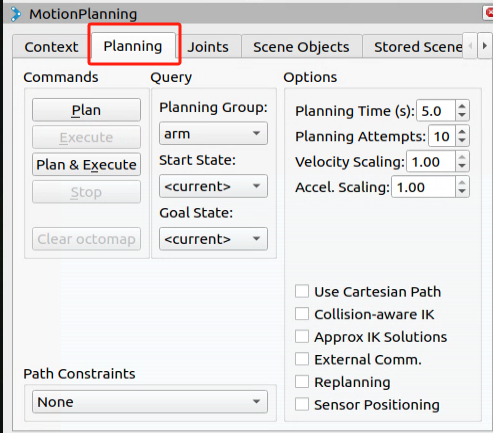 MotionPlanning
Context Planning Joints Scene Objects Stored Scene
Commands
Plan
Execute
Plan & Execute
Stop
Clear octomap
Query
Planning Group:
arm
Start State:
<current>
Goal State:
<current>
Options
Planning Time (s): 5.0
Planning Attempts: 10
Velocity Scaling: 1.00
Accel. Scaling: 1.00
Use Cartesian Path
Collision-aware IK
Approx IK Solutions
External Comm.
Replanning
Sensor Positioning
Path Constraints
None